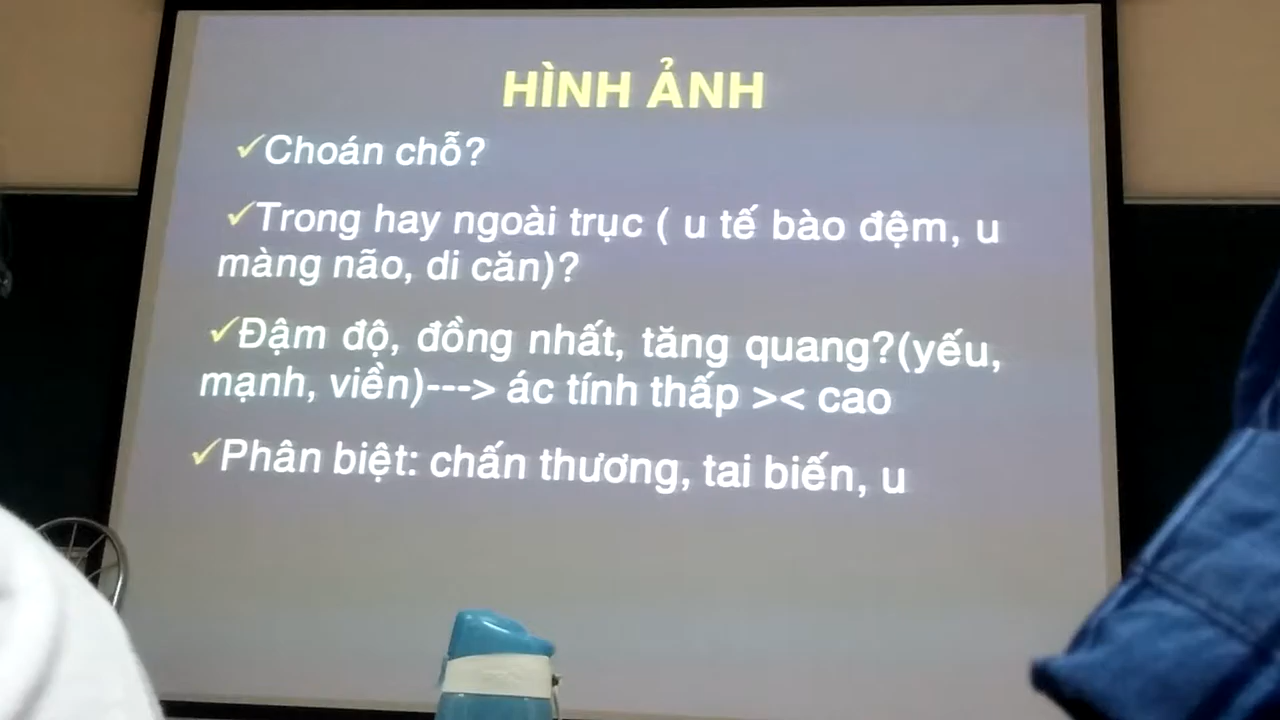 HÌNH ẢNH
✓Choán chỗ?
✓Trong hay ngoài trục ( u tế bào đệm, u
màng não, di căn)?
✓Đậm độ, đồng nhất, tăng quang?(yếu,
mạnh, viền)---> ác tính thấp >< cao
✓Phân biệt: chấn thương, tai biến, u